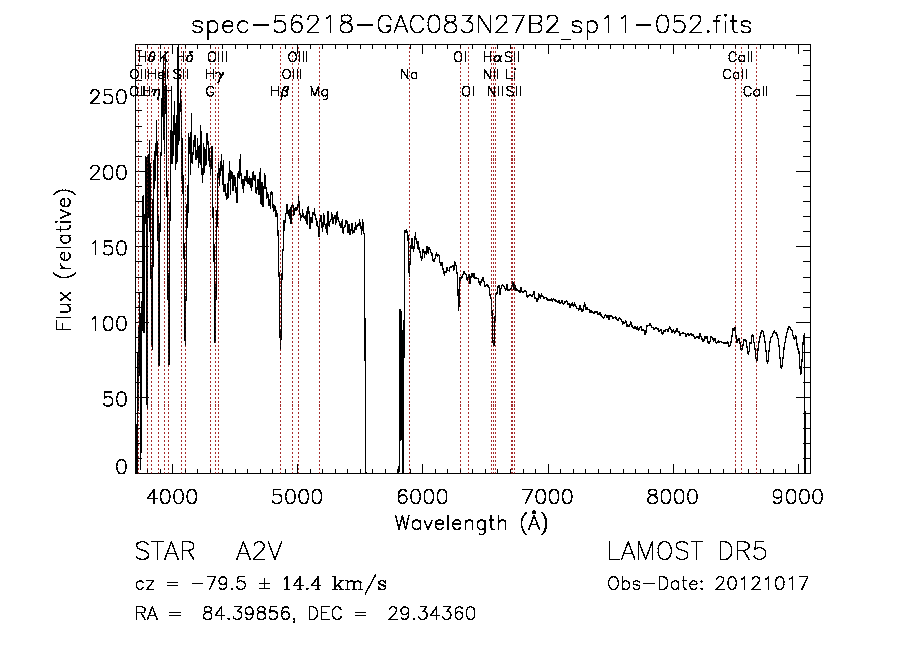 spec-56218-GAC083N27B2_sp11-052.fits
Hθ K Hδ OIII OIII OI Hα SII CaII
OII HeI SII Hγ OIII Na NII Li CaII
OII Hη H G Hβ Mg OI NII SII CaII
250
200
150
100
50
0
Flux (relative)
4000 5000 6000 7000 8000 9000
Wavelength (Å)
STAR A2V LAMOST DR5
cz = −79.5 ± 14.4 km/s Obs-Date: 20121017
RA = 84.39856, DEC = 29.34360